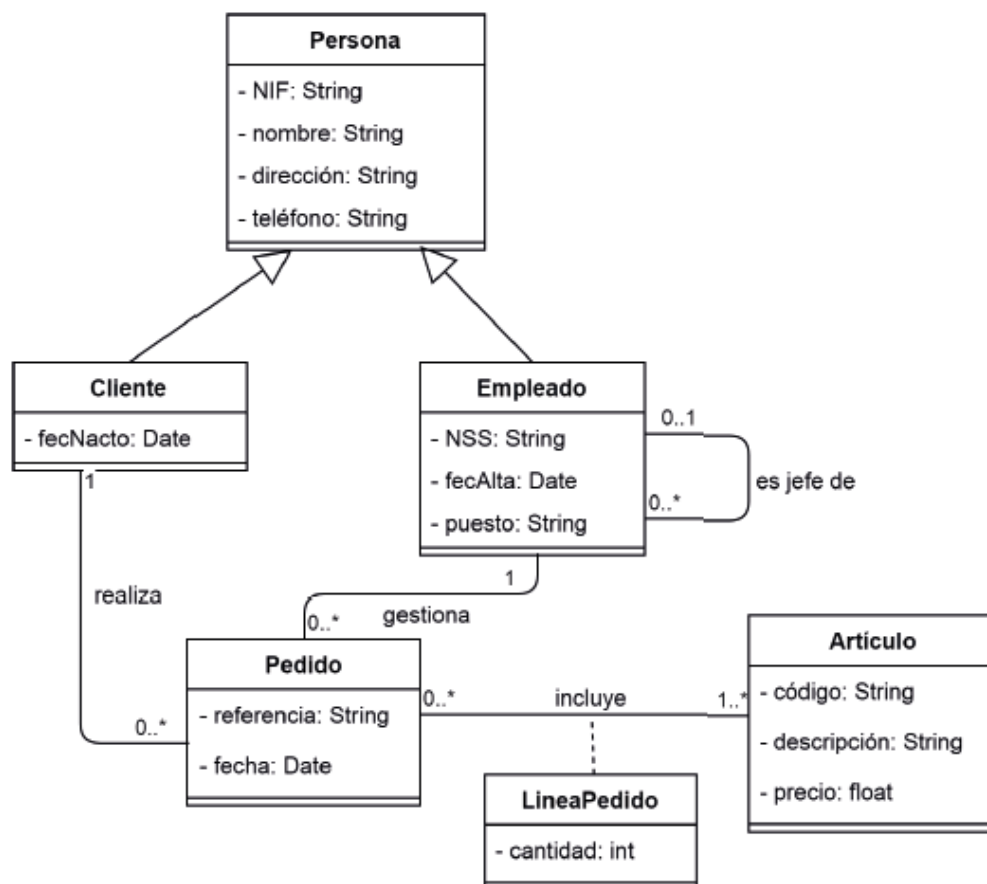 Persona
- NIF: String
- nombre: String
- dirección: String
- teléfono: String
Cliente
- fecNacto: Date
Empleado
- NSS: String
- fecAlta: Date
- puesto: String
0..1
es jefe de
0..*
1
realiza
0..*
1
gestiona
0..*
Pedido
- referencia: String
- fecha: Date
0..*
incluye
1..*
Artículo
- código: String
- descripción: String
- precio: float
LineaPedido
- cantidad: int